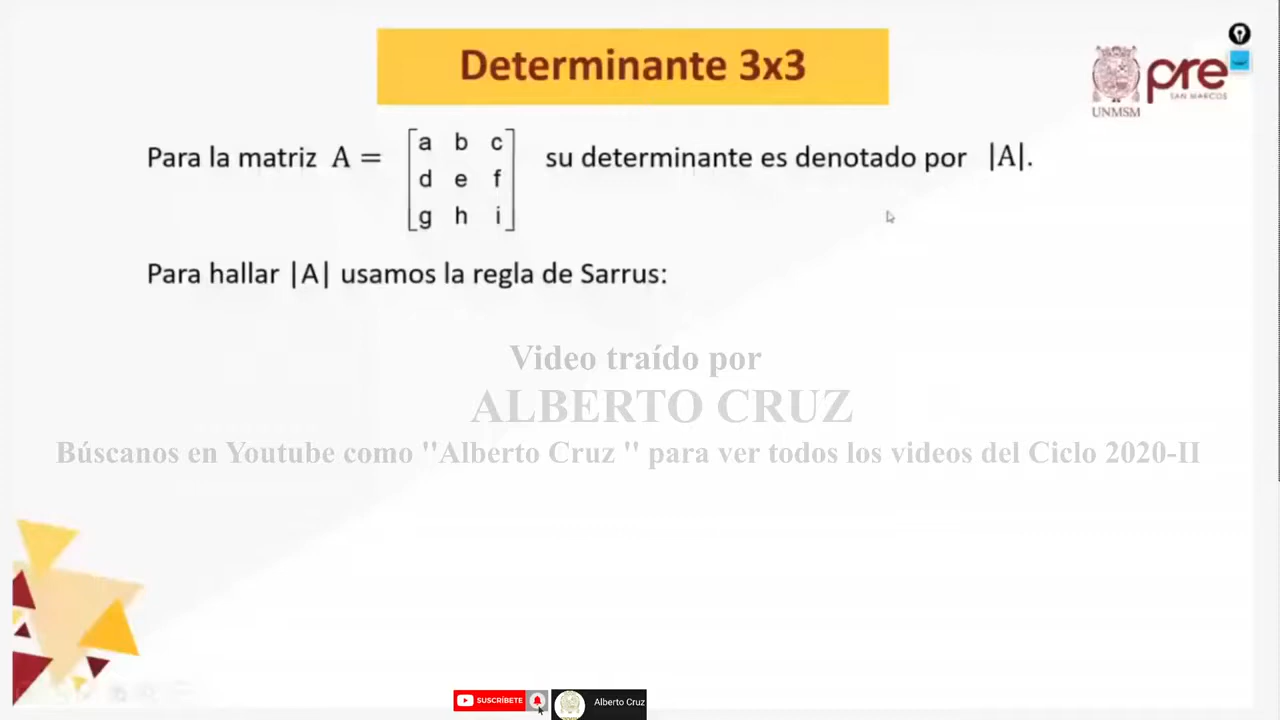 Determinante 3x3
pre
SAN MARCOS
UNMSM
Para la matriz A = [a b c su determinante es denotado por |A|.
d e f
g h i]
Para hallar |A| usamos la regla de Sarrus:
Video traído por
ALBERTO CRUZ
Búscanos en Youtube como "Alberto Cruz " para ver todos los videos del Ciclo 2020-II
SUSCRÍBETE
Alberto Cruz